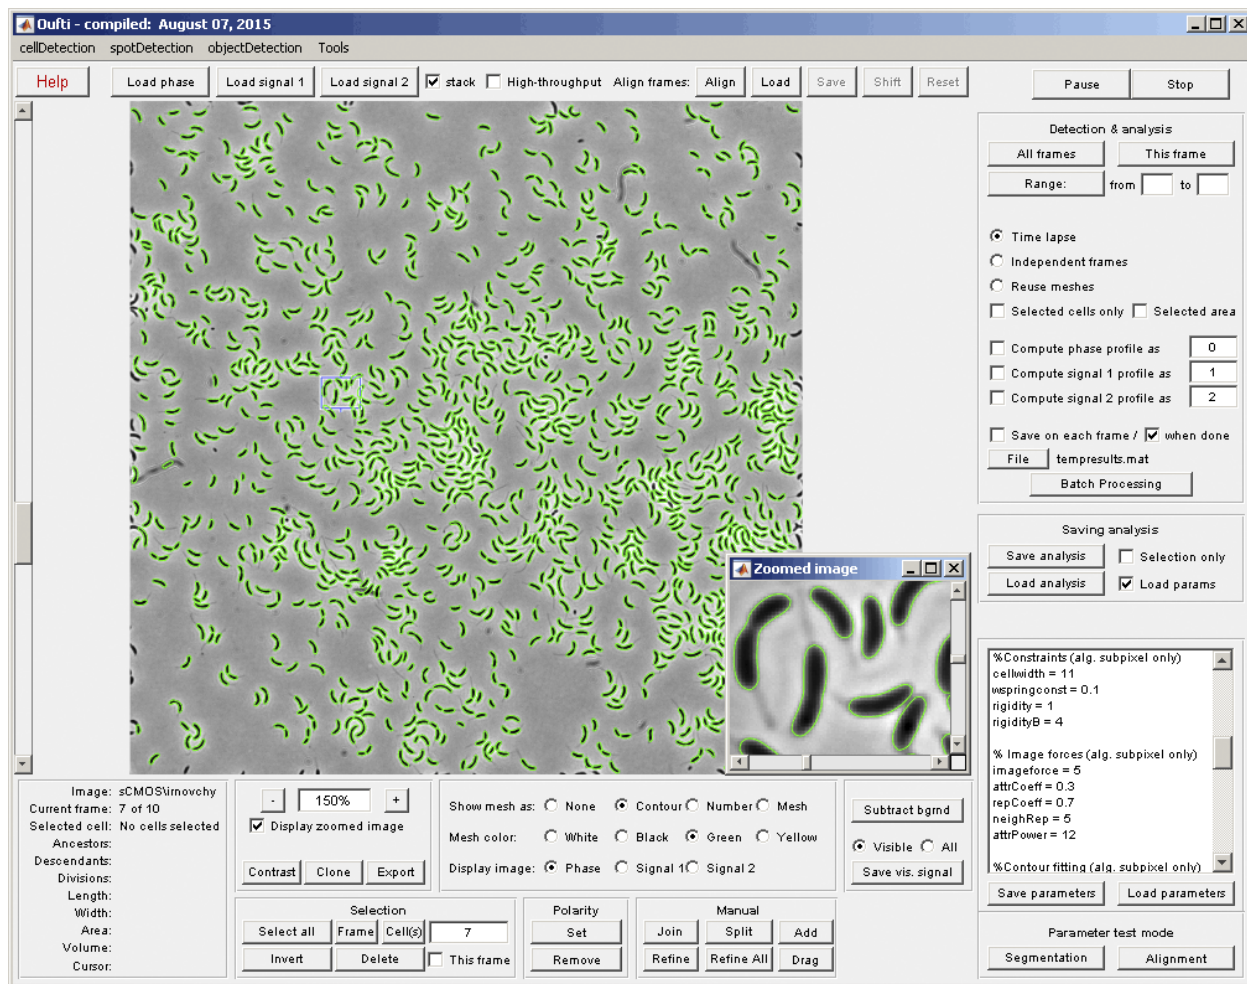 Oufti - compiled: August 07, 2015
cellDetection spotDetection objectDetection Tools
Help Load phase Load signal 1 Load signal 2 stack High-throughput Align frames: Align Load Save Shift Reset Pause Stop
Detection & analysis
All frames This frame
Range: from to
Time lapse
Independent frames
Reuse meshes
Selected cells only Selected area
Compute phase profile as 0
Compute signal 1 profile as 1
Compute signal 2 profile as 2
Save on each frame / when done
File tempresults.mat
Batch Processing
Saving analysis
Save analysis Selection only
Load analysis Load params
Zoomed image
%Constraints (alg. subpixel only)
cellwidth = 11
wspringconst = 0.1
rigidity = 1
rigidityB = 4
% Image forces (alg. subpixel only)
imageforce = 5
attrCoeff = 0.3
repCoeff = 0.7
neighRep = 5
attrPower = 12
%Contour fitting (alg. subpixel only)
Save parameters Load parameters
Parameter test mode
Segmentation Alignment
Image: sCMOS\irnovchy
Current frame: 7 of 10
Selected cell: No cells selected
Ancestors:
Descendants:
Divisions:
Length:
Width:
Area:
Volume:
Cursor:
- 150% +
Display zoomed image
Contrast Clone Export
Show mesh as: None Contour Number Mesh
Mesh color: White Black Green Yellow
Display image: Phase Signal 1 Signal 2
Subtract bgrnd
Visible All
Save vis. signal
Selection
Select all Frame Cell(s) 7
Invert Delete This frame
Polarity
Set
Remove
Manual
Join Split Add
Refine Refine All Drag